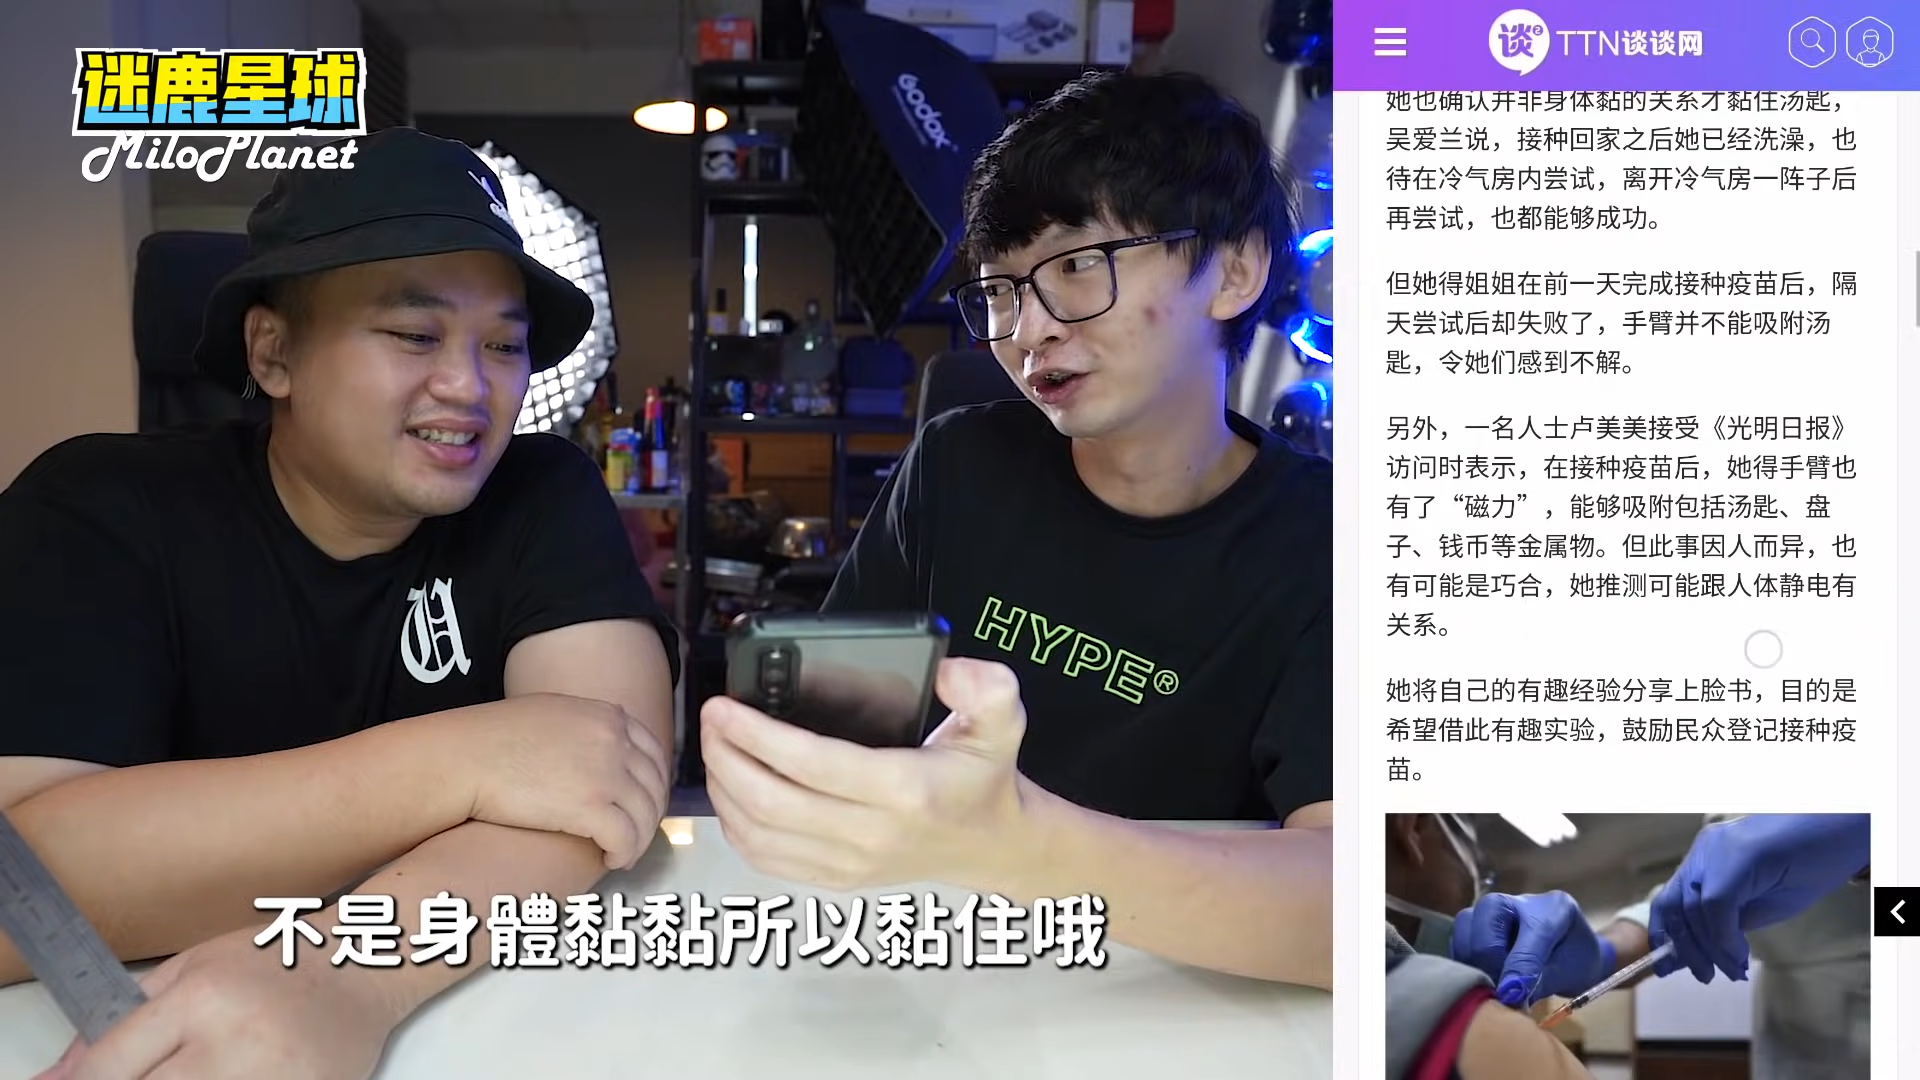 迷鹿星球
MiloPlanet
Godox
HYPE®
不是身體黏黏所以黏住哦
TTN谈谈网
她也确认并非身体黏的关系才黏住汤匙，
吴爱兰说，接种回家之后她已经洗澡，也
待在冷气房内尝试，离开冷气房一阵子后
再尝试，也都能够成功。
但她得姐姐在前一天完成接种疫苗后，隔
天尝试后却失败了，手臂并不能吸附汤
匙，令她们感到不解。
另外，一名人士卢美美接受《光明日报》
访问时表示，在接种疫苗后，她得手臂也
有了“磁力”，能够吸附包括汤匙、盘
子、钱币等金属物。但此事因人而异，也
有可能是巧合，她推测可能跟人体静电有
关系。
她将自己的有趣经验分享上脸书，目的是
希望借此有趣实验，鼓励民众登记接种疫
苗。